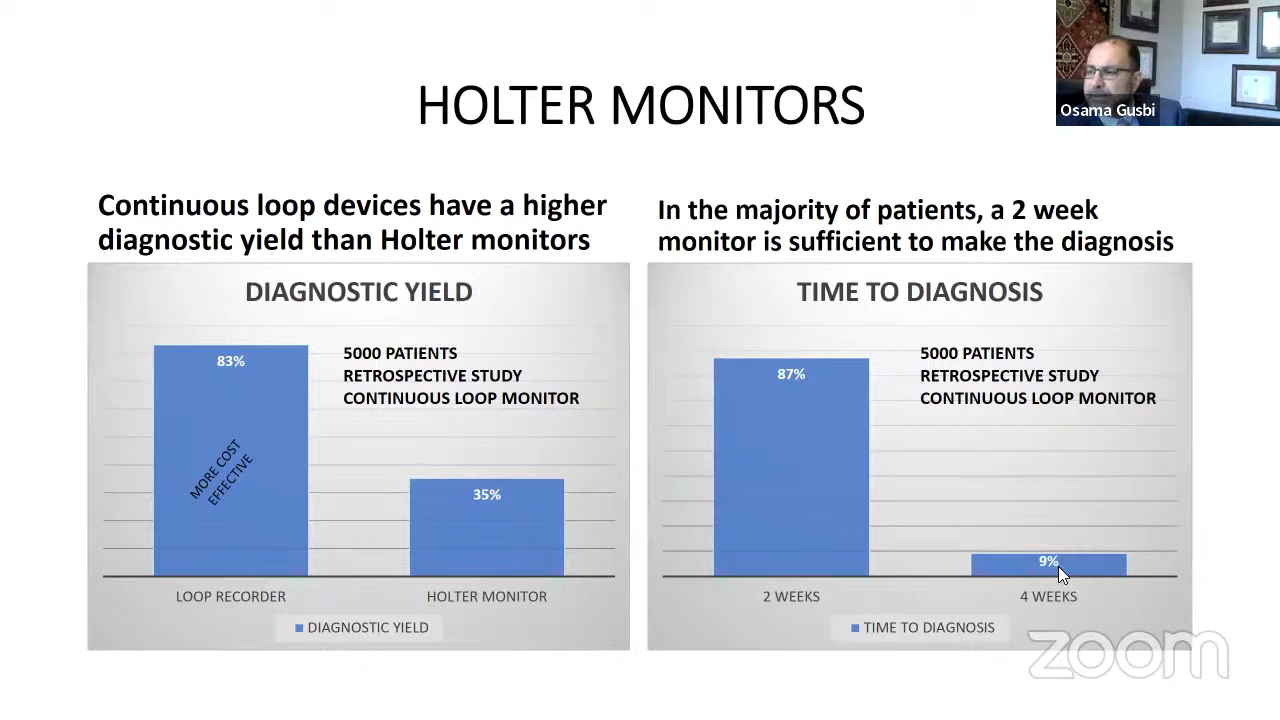 HOLTER MONITORS
Osama Gusbi
Continuous loop devices have a higher
diagnostic yield than Holter monitors
DIAGNOSTIC YIELD
83%
5000 PATIENTS
RETROSPECTIVE STUDY
CONTINUOUS LOOP MONITOR
MORE COST
EFFECTIVE
35%
LOOP RECORDER
HOLTER MONITOR
DIAGNOSTIC YIELD
In the majority of patients, a 2 week
monitor is sufficient to make the diagnosis
TIME TO DIAGNOSIS
87%
5000 PATIENTS
RETROSPECTIVE STUDY
CONTINUOUS LOOP MONITOR
9%
2 WEEKS
4 WEEKS
TIME TO DIAGNOSIS
zoom